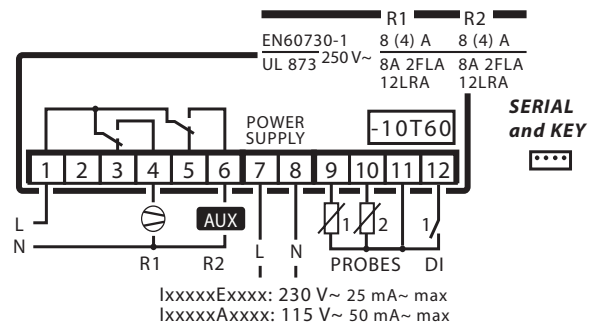 R1 R2
EN60730-1 250 V~ 8 (4) A 8 (4) A
UL 873 8A 2FLA 8A 2FLA
12LRA 12LRA
SERIAL
and KEY
POWER
SUPPLY
-10T60
1 2 3 4 5 6 7 8 9 10 11 12
L
N
AUX
1 2 1
R1 R2 L N PROBES DI
IxxxxxExxxx: 230 V~ 25 mA~ max
IxxxxxAxxxx: 115 V~ 50 mA~ max